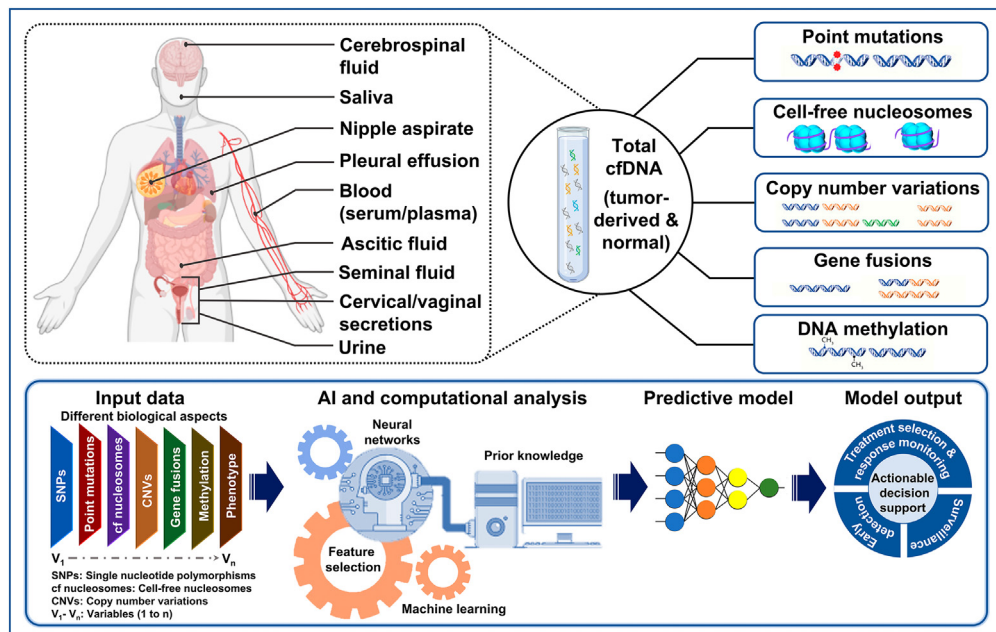 Cerebrospinal
fluid
Saliva
Nipple aspirate
Pleural effusion
Blood
(serum/plasma)
Ascitic fluid
Seminal fluid
Cervical/vaginal
secretions
Urine
Total
cfDNA
(tumor-
derived &
normal)
Point mutations
Cell-free nucleosomes
Copy number variations
Gene fusions
DNA methylation
CH₃
CH₃
Input data
Different biological aspects
SNPs
Point mutations
cf nucleosomes
CNVs
Gene fusions
Methylation
Phenotype
V₁
Vₙ
SNPs: Single nucleotide polymorphisms
cf nucleosomes: Cell-free nucleosomes
CNVs: Copy number variations
V₁- Vₙ: Variables (1 to n)
AI and computational analysis
Neural
networks
Prior knowledge
Feature
selection
Machine learning
Predictive model
Model output
Treatment selection &
response monitoring
Actionable
decision
support
Early
detection
Surveillance